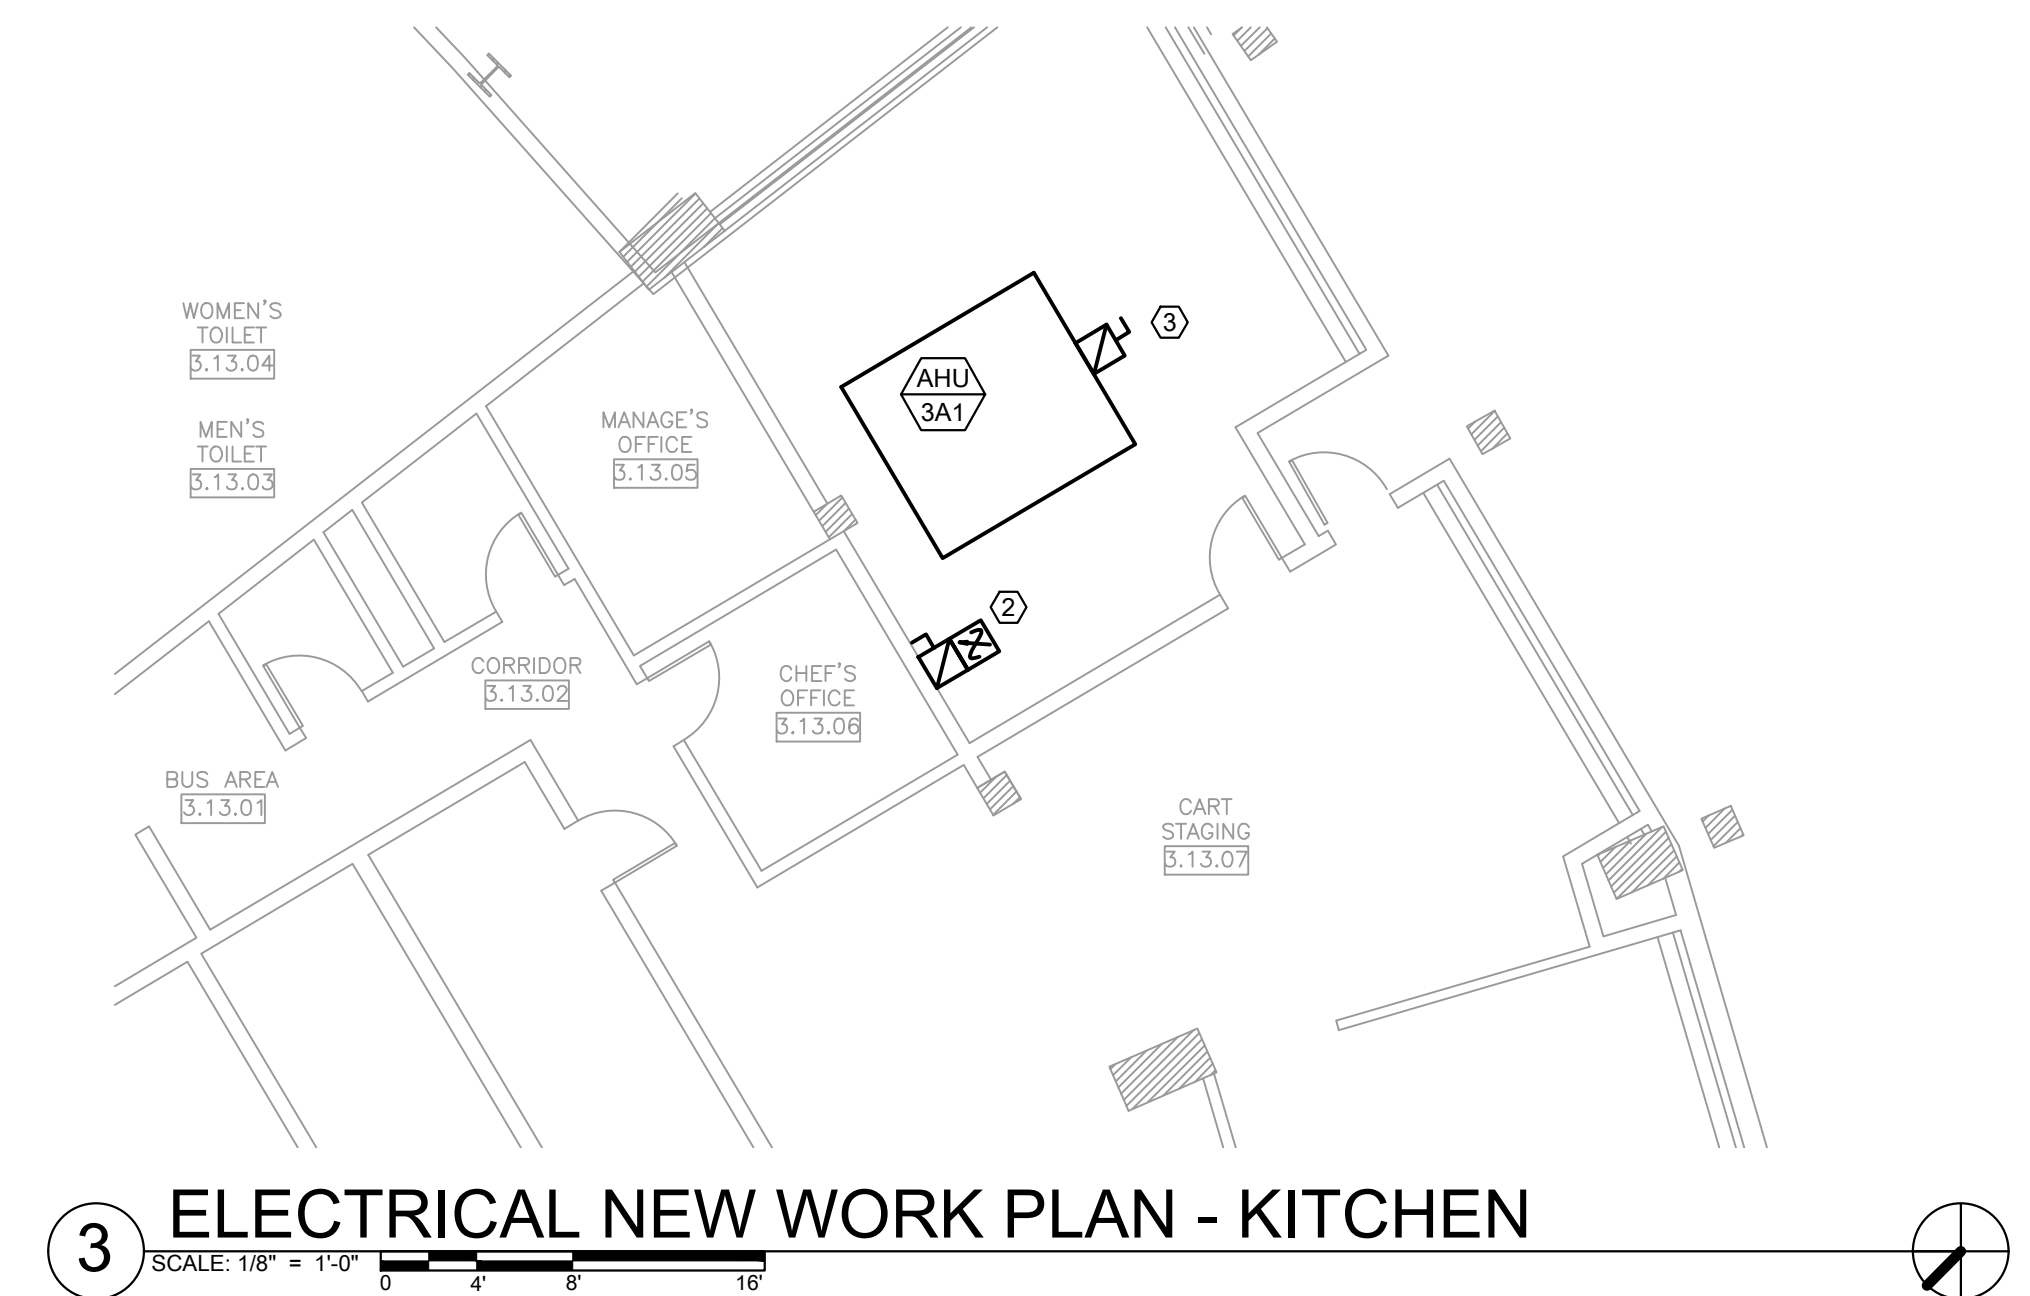 WOMEN'S
TOILET
3.13.04
MEN'S
TOILET
3.13.03
MANAGE'S
OFFICE
3.13.05
AHU
3A1
3
2
CORRIDOR
3.13.02
CHEF'S
OFFICE
3.13.06
BUS AREA
3.13.01
CART
STAGING
3.13.07
3
ELECTRICAL NEW WORK PLAN - KITCHEN
SCALE: 1/8" = 1'-0"
0 4' 8' 16'